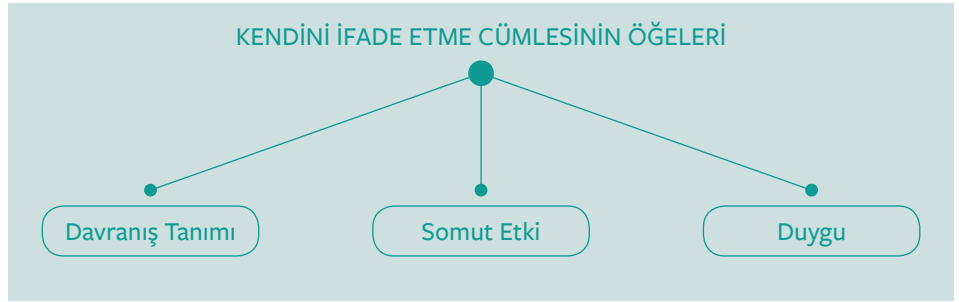 KENDİNİ İFADE ETME CÜMLESİNİN ÖĞELERİ
Davranış Tanımı
Somut Etki
Duygu